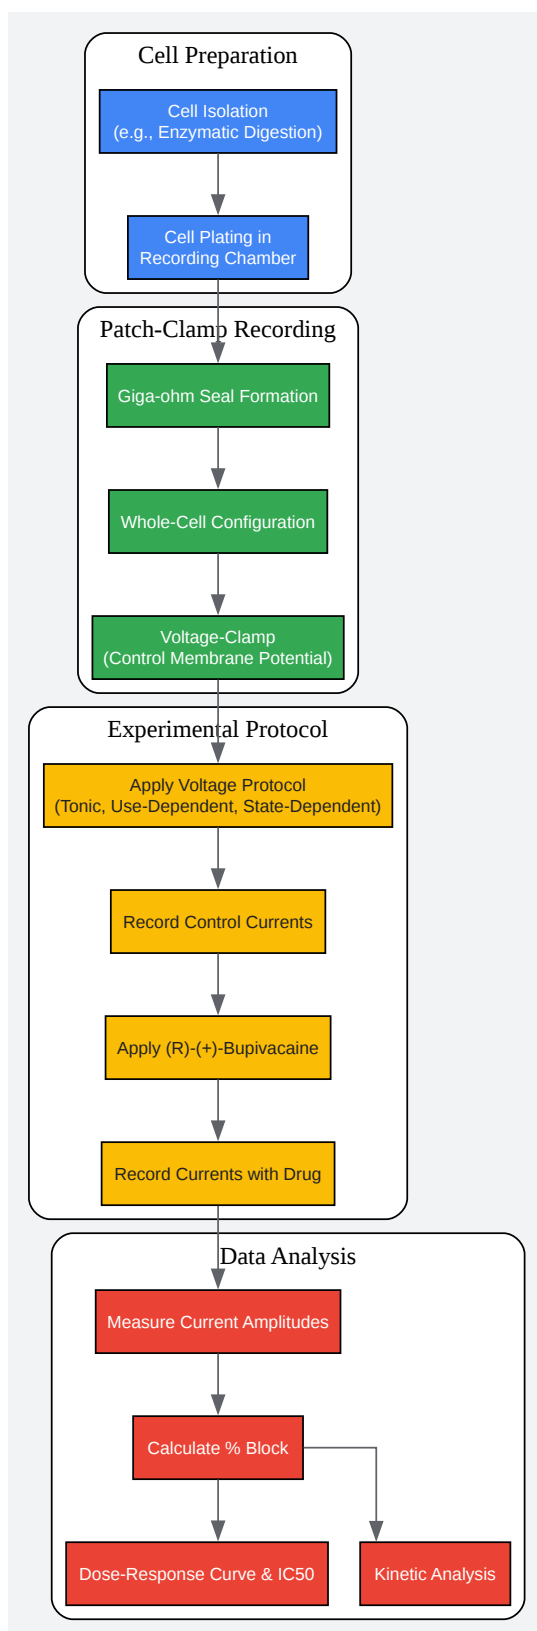 Cell Preparation
Cell Isolation
(e.g., Enzymatic Digestion)
Cell Plating in
Recording Chamber
Patch-Clamp Recording
Giga-ohm Seal Formation
Whole-Cell Configuration
Voltage-Clamp
(Control Membrane Potential)
Experimental Protocol
Apply Voltage Protocol
(Tonic, Use-Dependent, State-Dependent)
Record Control Currents
Apply (R)-(+)-Bupivacaine
Record Currents with Drug
Data Analysis
Measure Current Amplitudes
Calculate % Block
Dose-Response Curve & IC50
Kinetic Analysis